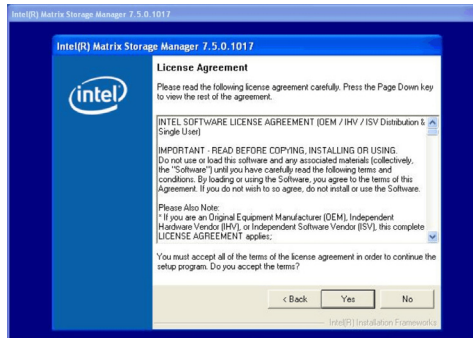 Intel(R) Matrix Storage Manager 7.5.0.1017
Intel(R) Matrix Storage Manager 7.5.0.1017
License Agreement
Please read the following license agreement carefully. Press the Page Down key
to view the rest of the agreement.
intel
INTEL SOFTWARE LICENSE AGREEMENT (OEM / IHV / ISV Distribution &
Single User)
IMPORTANT - READ BEFORE COPYING, INSTALLING OR USING.
Do not use or load this software and any associated materials (collectively,
the "Software") until you have carefully read the following terms and
conditions. By loading or using the Software, you agree to the terms of this
Agreement. If you do not wish to so agree, do not install or use the Software.
Please Also Note:
* If you are an Original Equipment Manufacturer (OEM), Independent
Hardware Vendor (IHV), or Independent Software Vendor (ISV), this complete
LICENSE AGREEMENT applies;
You must accept all of the terms of the license agreement in order to continue the
setup program. Do you accept the terms?
< Back Yes No
Intel(R) Installation Frameworks